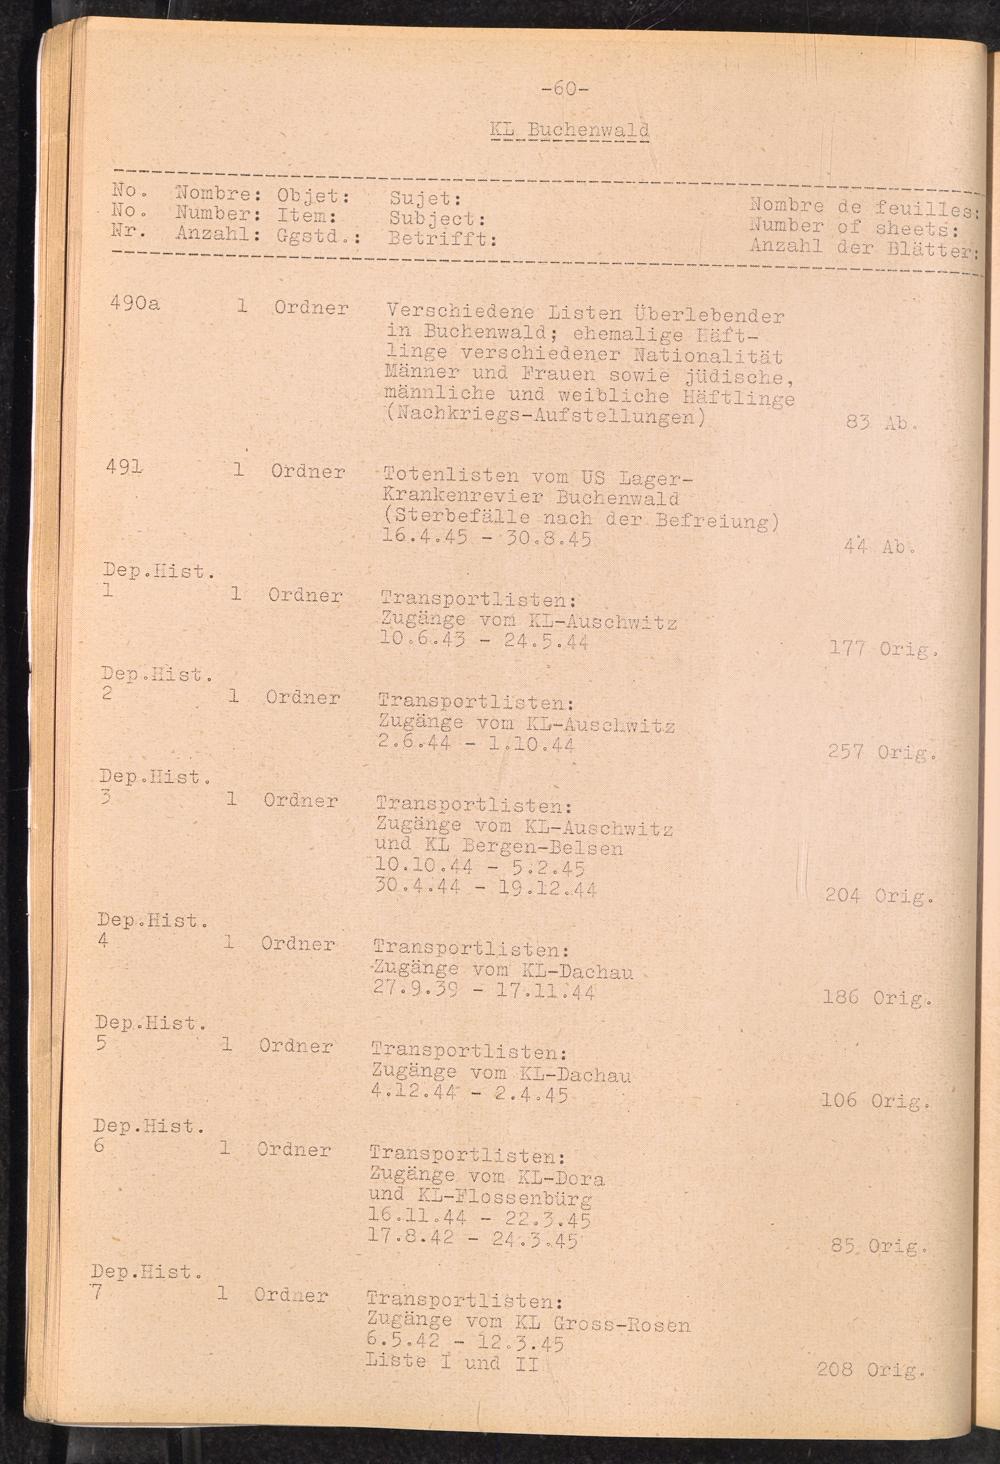 -60-
KL Buchenwald
No. Nombre: Objet: Sujet: Nombre de feuilles:
No. Number: Item: Subject: Number of sheets:
Nr. Anzahl: Ggstd.: Betrifft: Anzahl der Blätter:
490a 1 Ordner Verschiedene Listen Überlebender
in Buchenwald; ehemalige Häft-
linge verschiedener Nationalität
Männer und Frauen sowie jüdische,
männliche und weibliche Häftlinge
(Nachkriegs-Aufstellungen) 83 Ab.
491 1 Ordner Totenlisten vom US Lager-
Krankenrevier Buchenwald
(Sterbefälle nach der Befreiung)
16.4.45 - 30.8.45 44 Ab.
Dep.Hist.
1 1 Ordner Transportlisten:
Zugänge vom KL-Auschwitz
10.6.43 - 24.5.44 177 Orig.
Dep.Hist.
2 1 Ordner Transportlisten:
Zugänge vom KL-Auschwitz
2.6.44 - 1.10.44 257 Orig.
Dep.Hist.
3 1 Ordner Transportlisten:
Zugänge vom KL-Auschwitz
und KL Bergen-Belsen
10.10.44 - 5.2.45
30.4.44 - 19.12.44 204 Orig.
Dep.Hist.
4 1 Ordner Transportlisten:
Zugänge vom KL-Dachau
27.9.39 - 17.11.44 186 Orig.
Dep.Hist.
5 1 Ordner Transportlisten:
Zugänge vom KL-Dachau
4.12.44 - 2.4.45 106 Orig.
Dep.Hist.
6 1 Ordner Transportlisten:
Zugänge vom KL-Dora
und KL-Flossenbürg
16.11.44 - 22.3.45
17.8.42 - 24.3.45 85 Orig.
Dep.Hist.
7 1 Ordner Transportlisten:
Zugänge vom KL Gross-Rosen
6.5.42 - 12.3.45
Liste I und II 208 Orig.